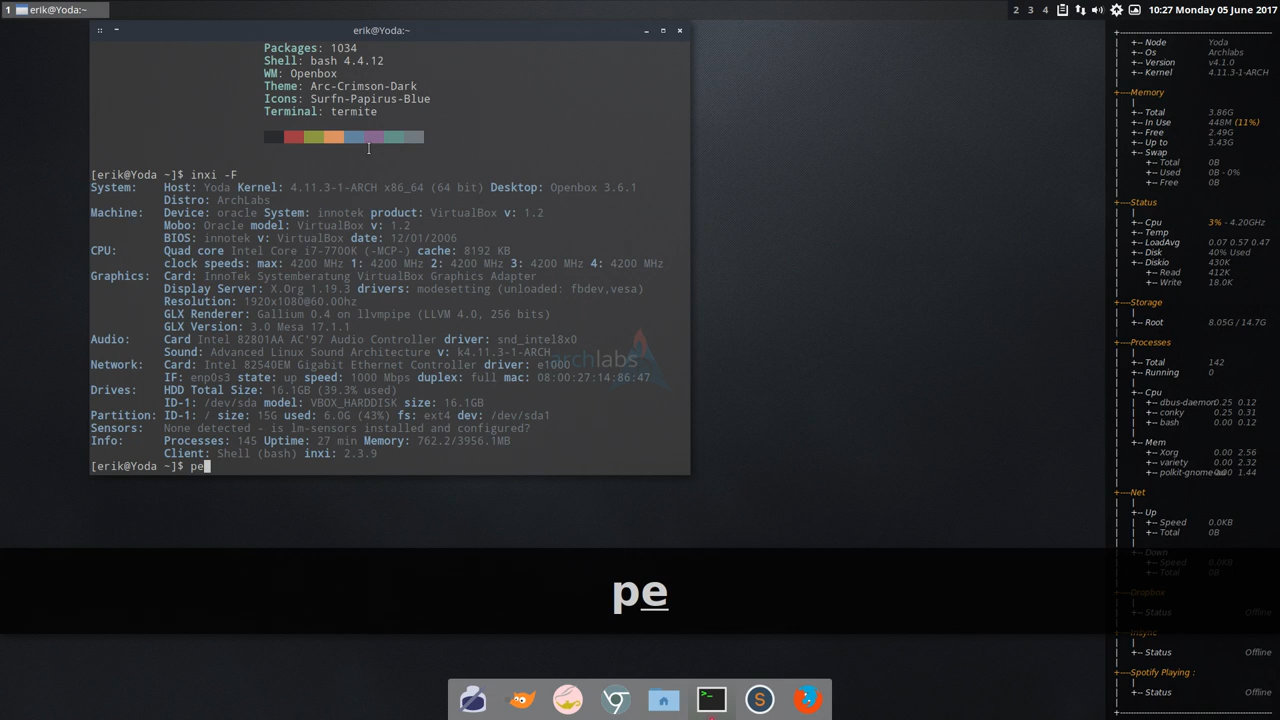 1 erik@Yoda:~
2 3 4
10:27 Monday 05 June 2017
erik@Yoda:~
Packages: 1034
Shell: bash 4.4.12
WM: Openbox
Theme: Arc-Crimson-Dark
Icons: Surfn-Papirus-Blue
Terminal: termite
[erik@Yoda ~]$ inxi -F
System: Host: Yoda Kernel: 4.11.3-1-ARCH x86_64 (64 bit) Desktop: Openbox 3.6.1
Distro: ArchLabs
Machine: Device: oracle System: innotek product: VirtualBox v: 1.2
Mobo: Oracle model: VirtualBox v: 1.2
BIOS: innotek v: VirtualBox date: 12/01/2006
CPU: Quad core Intel Core i7-7700K (-MCP-) cache: 8192 KB
clock speeds: max: 4200 MHz 1: 4200 MHz 2: 4200 MHz 3: 4200 MHz 4: 4200 MHz
Graphics: Card: InnoTek Systemberatung VirtualBox Graphics Adapter
Display Server: X.Org 1.19.3 drivers: modesetting (unloaded: fbdev,vesa)
Resolution: 1920x1080@60.00hz
GLX Renderer: Gallium 0.4 on llvmpipe (LLVM 4.0, 256 bits)
GLX Version: 3.0 Mesa 17.1.1
Audio: Card Intel 82801AA AC'97 Audio Controller driver: snd_intel8x0
Sound: Advanced Linux Sound Architecture v: k4.11.3-1-ARCH
archlabs
Network: Card: Intel 82540EM Gigabit Ethernet Controller driver: e1000
IF: enp0s3 state: up speed: 1000 Mbps duplex: full mac: 08:00:27:14:86:47
Drives: HDD Total Size: 16.1GB (39.3% used)
ID-1: /dev/sda model: VBOX_HARDDISK size: 16.1GB
Partition: ID-1: / size: 15G used: 6.0G (43%) fs: ext4 dev: /dev/sda1
Sensors: None detected - is lm-sensors installed and configured?
Info: Processes: 145 Uptime: 27 min Memory: 762.2/3956.1MB
Client: Shell (bash) inxi: 2.3.9
[erik@Yoda ~]$ pe
pe
Node Yoda
Os Archlabs
Version v4.1.0
Kernel 4.11.3-1-ARCH
Memory
Total 3.86G
In Use 448M (11%)
Free 2.49G
Up to 3.43G
Swap
Total 0B
Used 0B - 0%
Free 0B
Status
Cpu 3% - 4.20GHz
Temp
LoadAvg 0.07 0.57 0.47
Disk 40% Used
Diskio 430K
Read 412K
Write 18.0K
Storage
Root 8.05G / 14.7G
Processes
Total 142
Running 0
Cpu
dbus-daemon 0.25 0.12
conky 0.25 0.31
bash 0.00 0.12
Mem
Xorg 0.00 2.56
variety 0.00 2.32
polkit-gnome-au 0.00 1.44
Net
Up
Speed 0.0KB
Total 0B
Down
Speed 0.0KB
Total 0B
Dropbox
Status Offline
Insync
Status Offline
Spotify Playing :
Status Offline